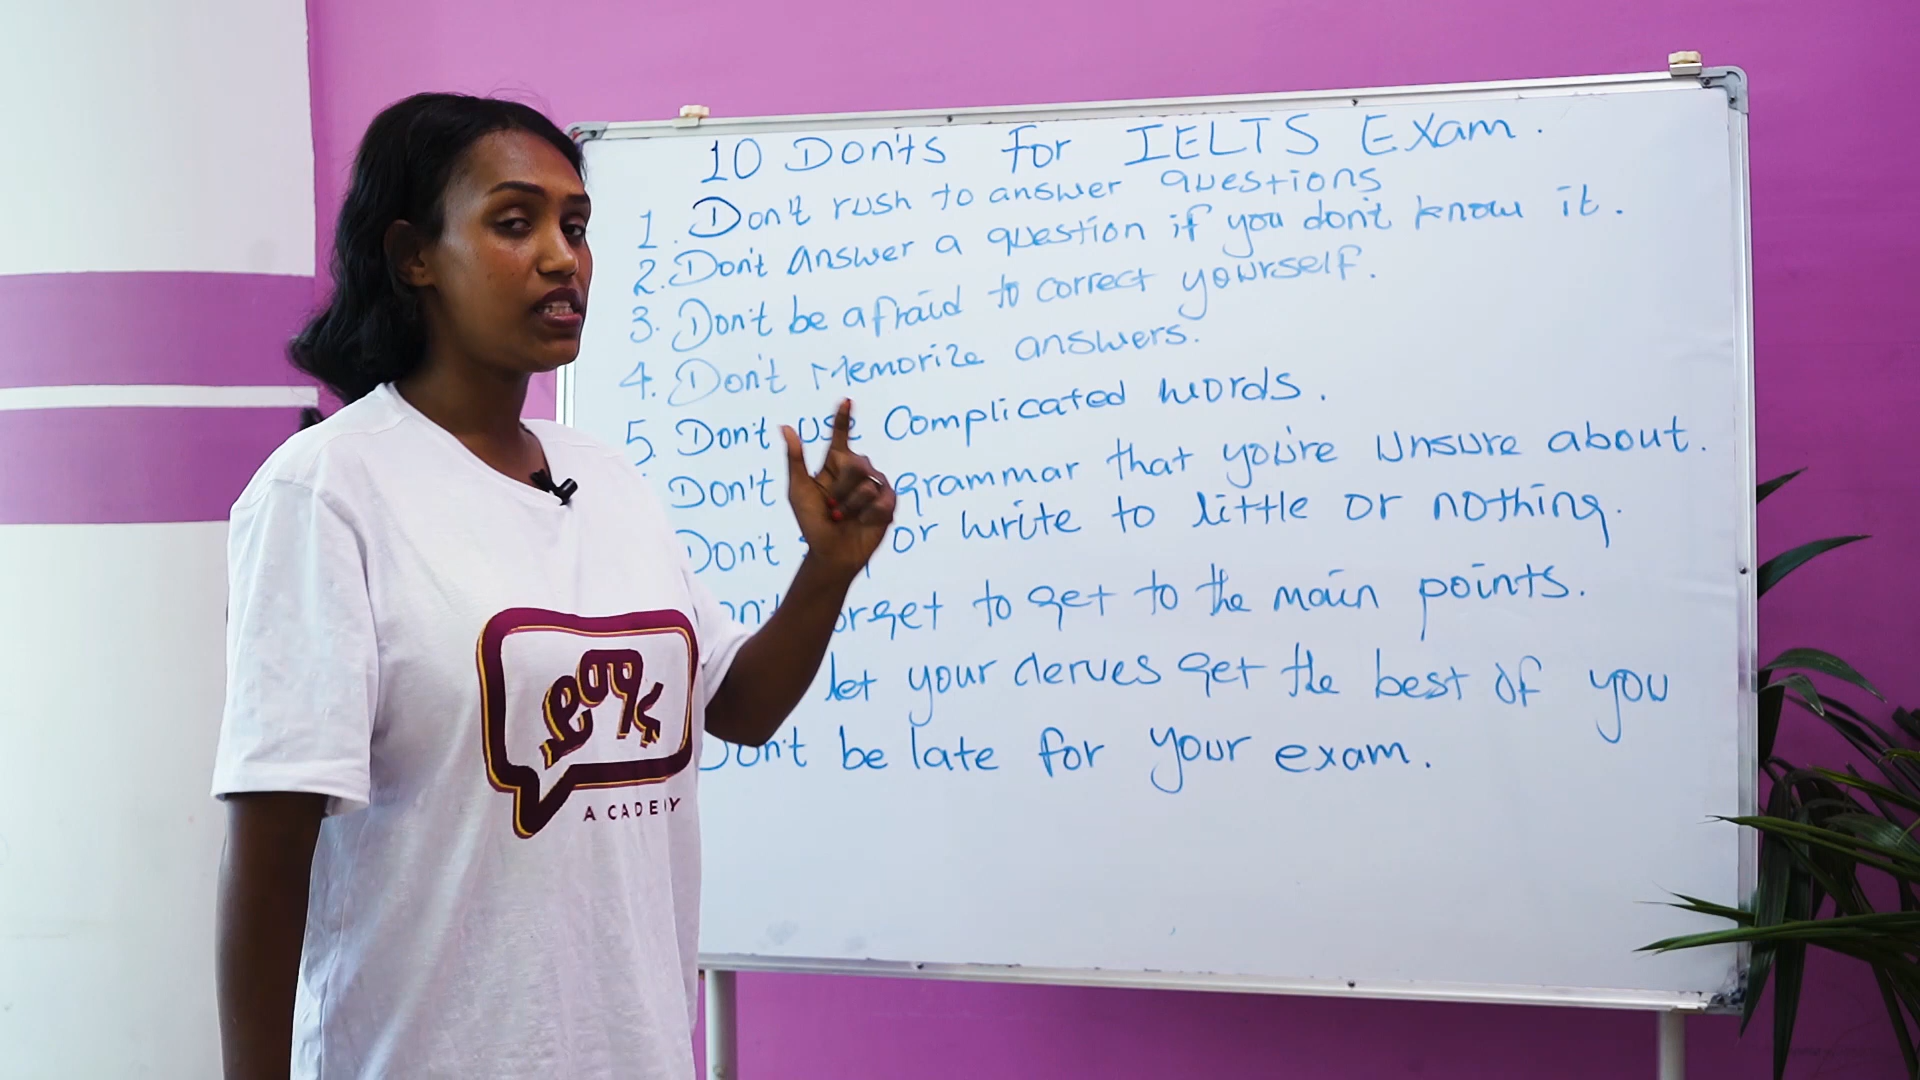 10 Don'ts for IELTS Exam.
1. Don't rush to answer questions
2. Don't answer a question if you don't know it.
3. Don't be afraid to correct yourself.
4. Don't Memorize answers.
5. Don't use Complicated words.
Don't grammar that you're unsure about.
Don't or write to little or nothing.
to get to the main points.
let your nerves get the best of you
Don't be late for your exam.
ACADEMY